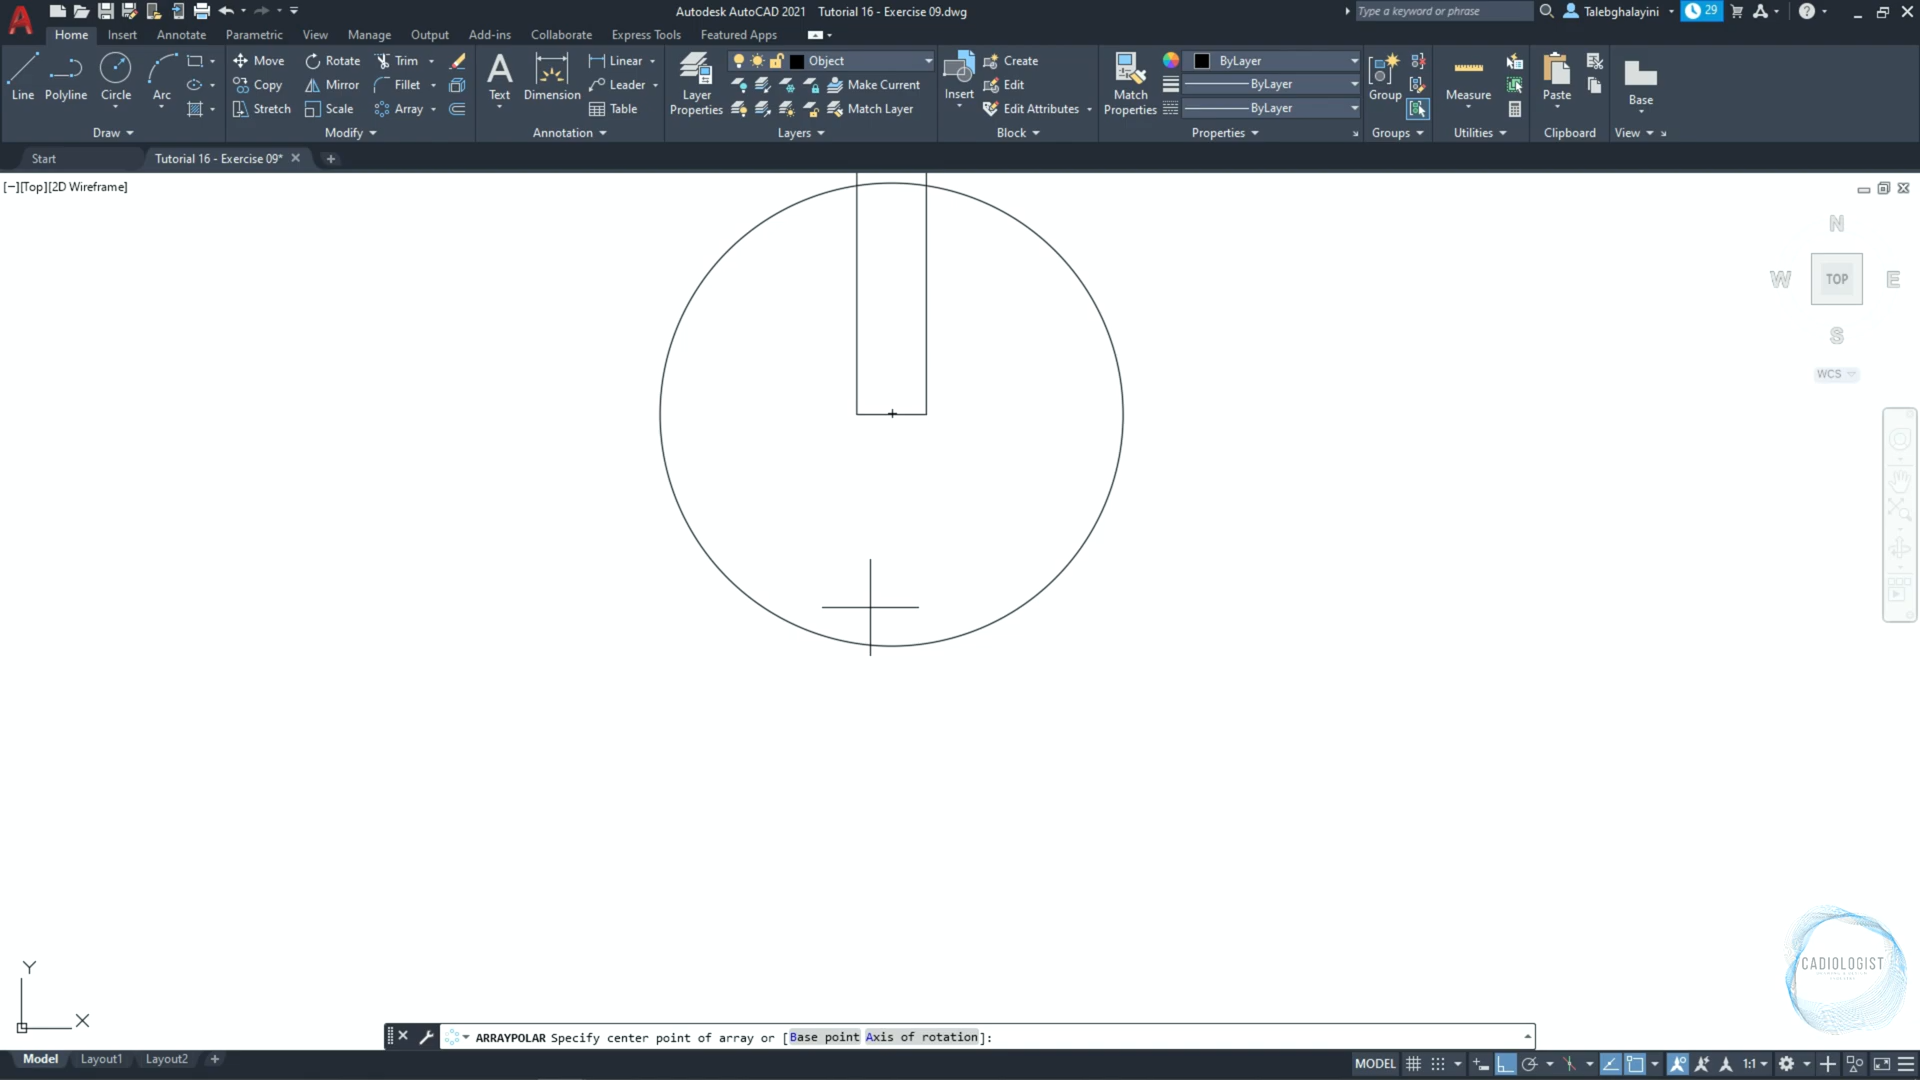 Autodesk AutoCAD 2021 Tutorial 16 - Exercise 09.dwg
Type a keyword or phrase
Talebghalayini
29
Home Insert Annotate Parametric View Manage Output Add-ins Collaborate Express Tools Featured Apps
Line Polyline Circle Arc
Move Rotate Trim
Copy Mirror Fillet
Stretch Scale Array
Text Dimension
Linear
Leader
Table
Layer Properties
Object
Make Current
Match Layer
Insert
Create
Edit
Edit Attributes
Match Properties
ByLayer
ByLayer
ByLayer
Group
Measure
Paste
Base
Draw Modify Annotation Layers Block Properties Groups Utilities Clipboard View
Start Tutorial 16 - Exercise 09*
[−][Top][2D Wireframe]
N
W TOP E
S
WCS
CADIOLOGIST
Y
X
ARRAYPOLAR Specify center point of array or [Base point Axis of rotation]:
Model Layout1 Layout2
MODEL 1:1